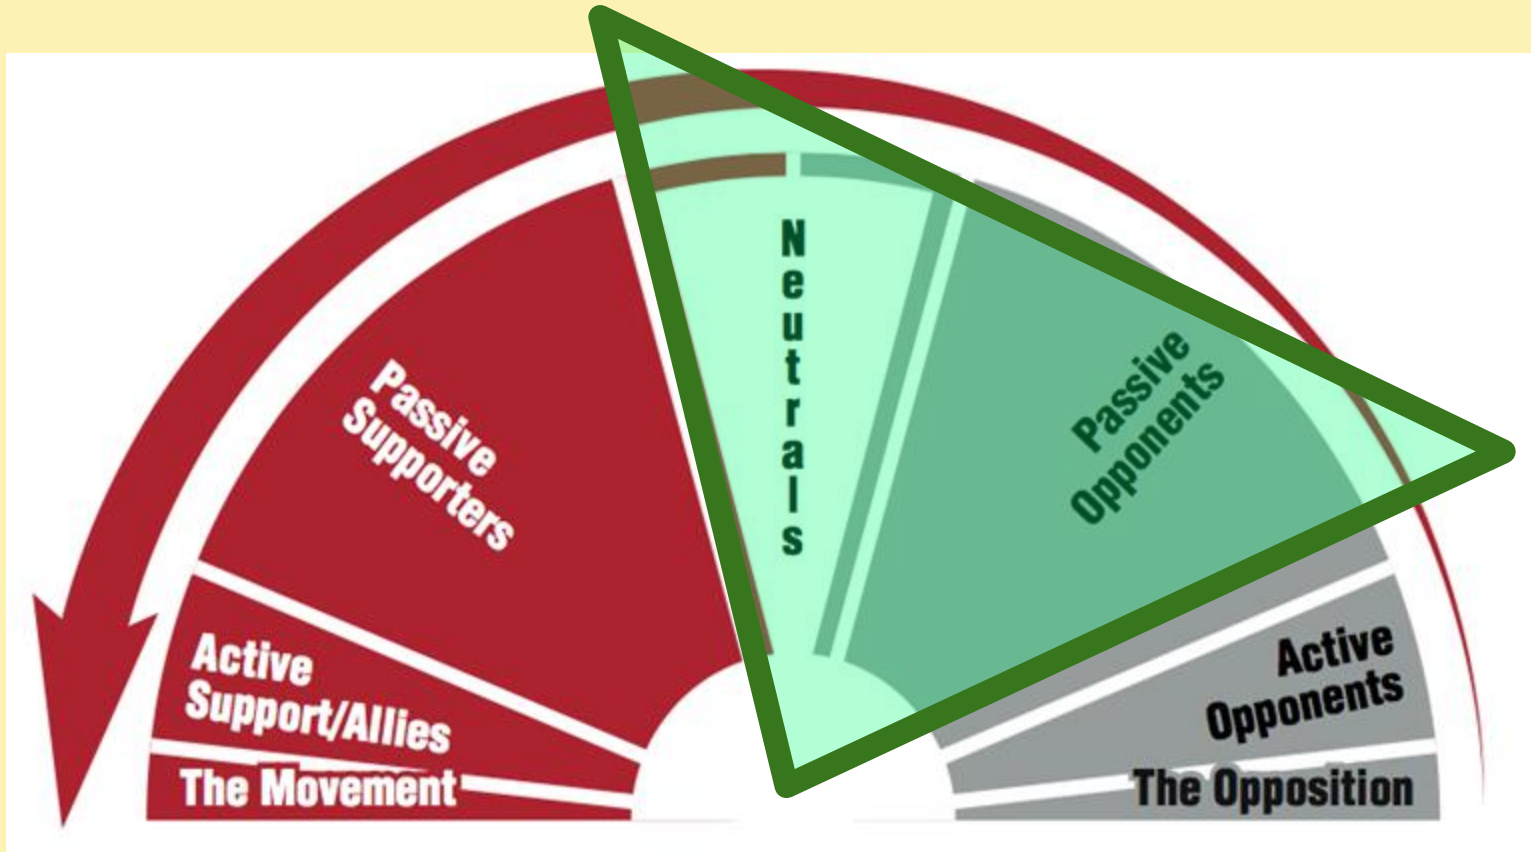 Neutrals
Passive
Supporters
Passive
Opponents
Active
Support/Allies
Active
Opponents
The Movement
The Opposition